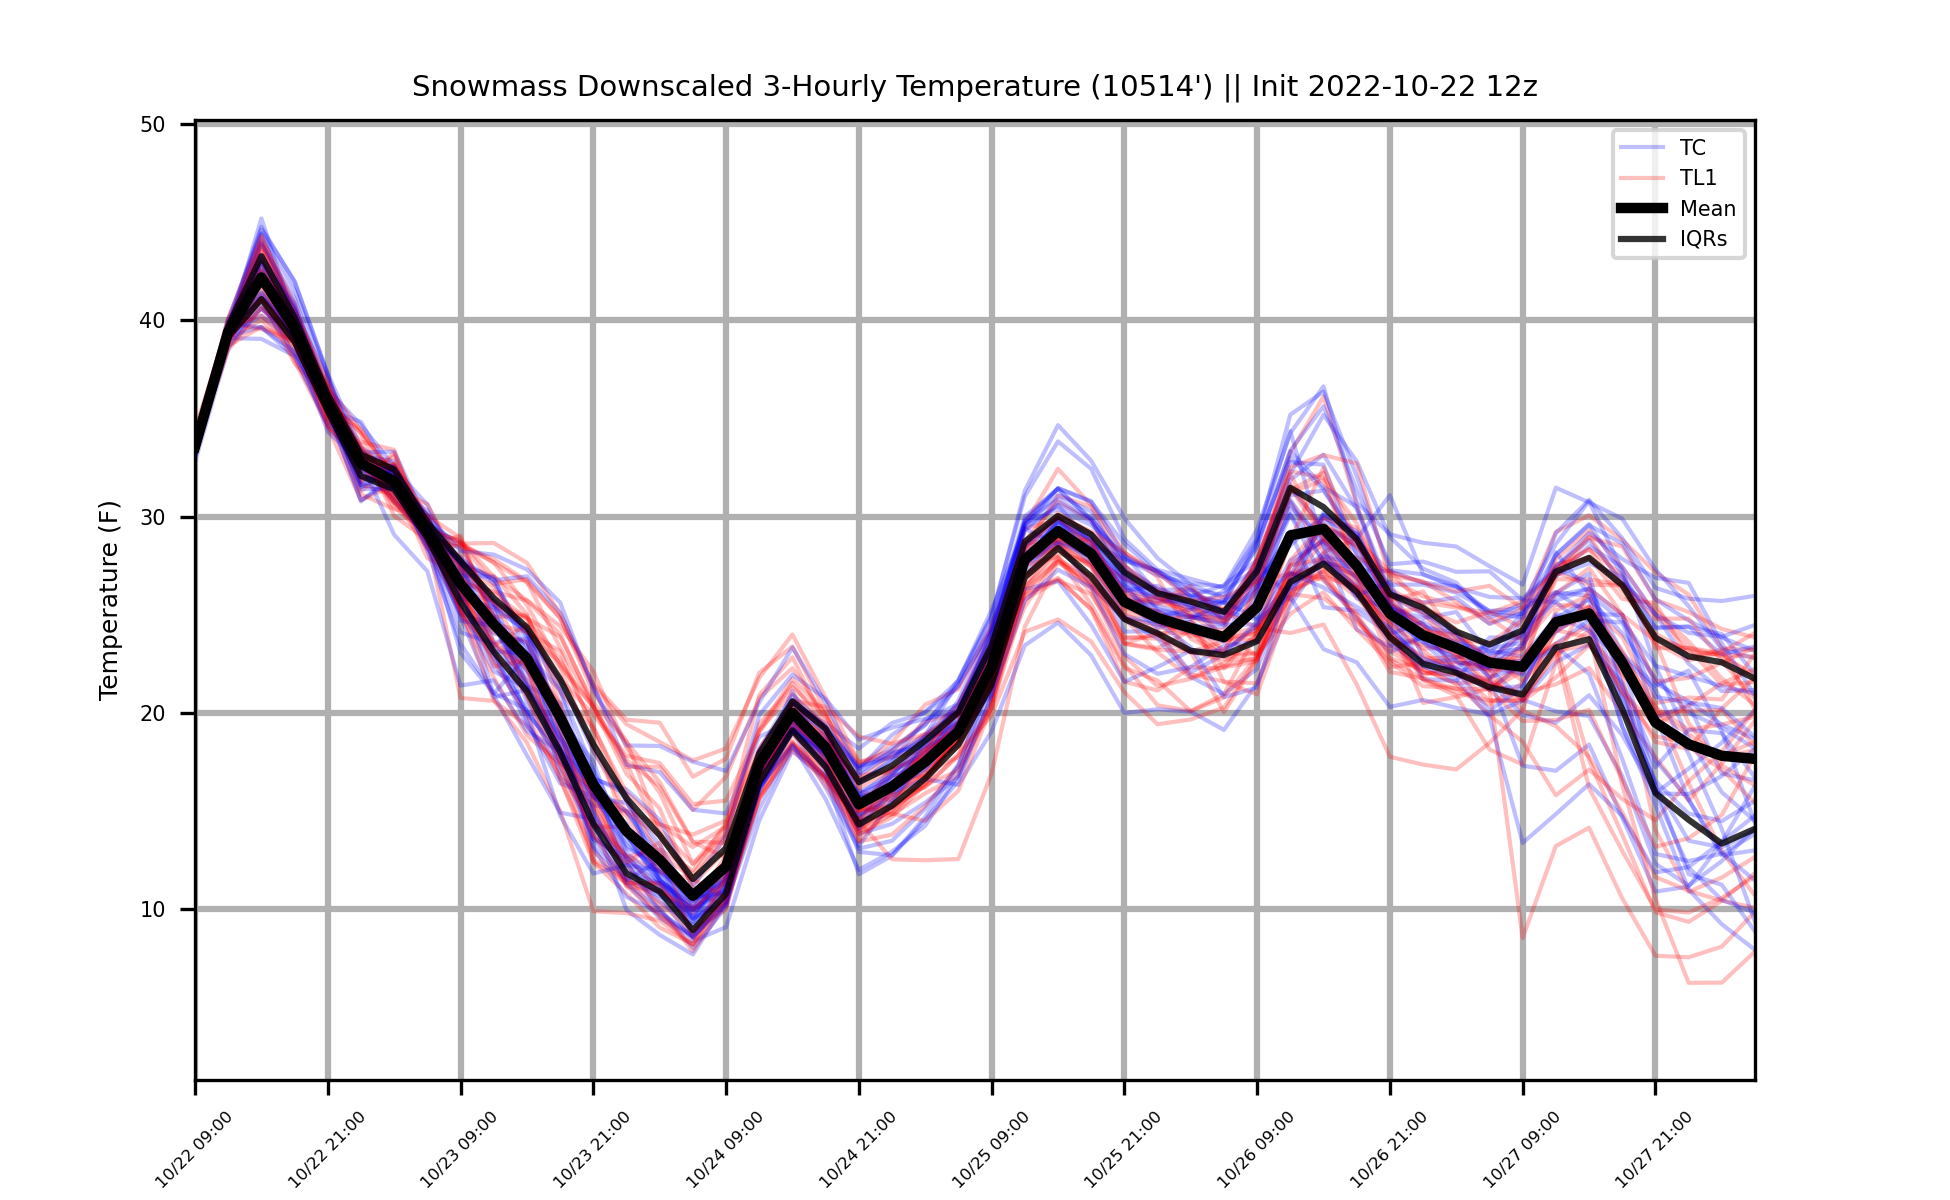 Snowmass Downscaled 3-Hourly Temperature (10514') || Init 2022-10-22 12z
TC
TL1
Mean
IQRs
Temperature (F)
50
40
30
20
10
10/22 09:00
10/22 21:00
10/23 09:00
10/23 21:00
10/24 09:00
10/24 21:00
10/25 09:00
10/25 21:00
10/26 09:00
10/26 21:00
10/27 09:00
10/27 21:00